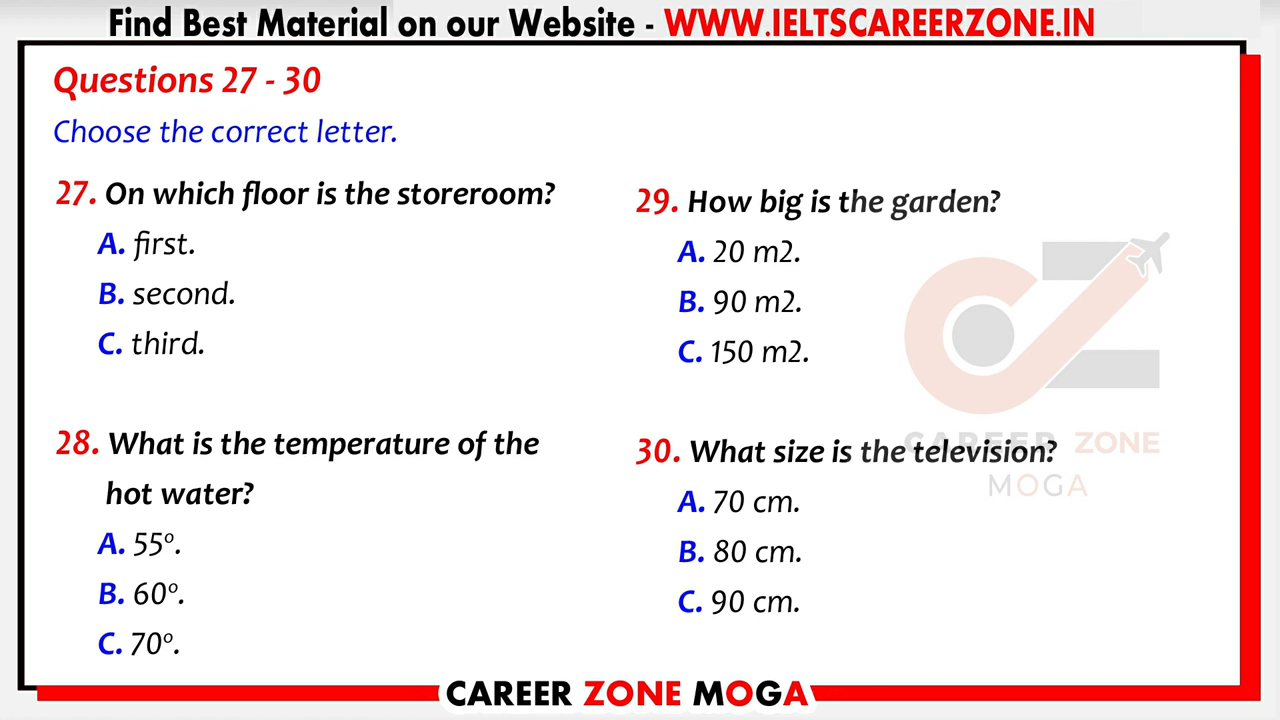 Find Best Material on our Website - WWW.IELTSCAREERZONE.IN
Questions 27 - 30
Choose the correct letter.
27. On which floor is the storeroom?
A. first.
B. second.
C. third.
28. What is the temperature of the
hot water?
A. 55º.
B. 60º.
C. 70º.
29. How big is the garden?
A. 20 m2.
B. 90 m2.
C. 150 m2.
30. What size is the television?
A. 70 cm.
B. 80 cm.
C. 90 cm.
CAREER ZONE
MOGA
CAREER ZONE MOGA